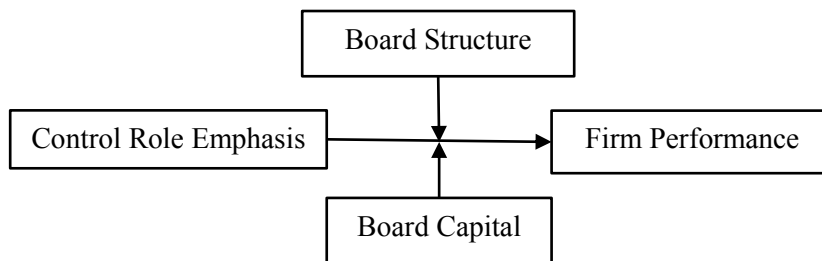 Board Structure
Control Role Emphasis
Firm Performance
Board Capital